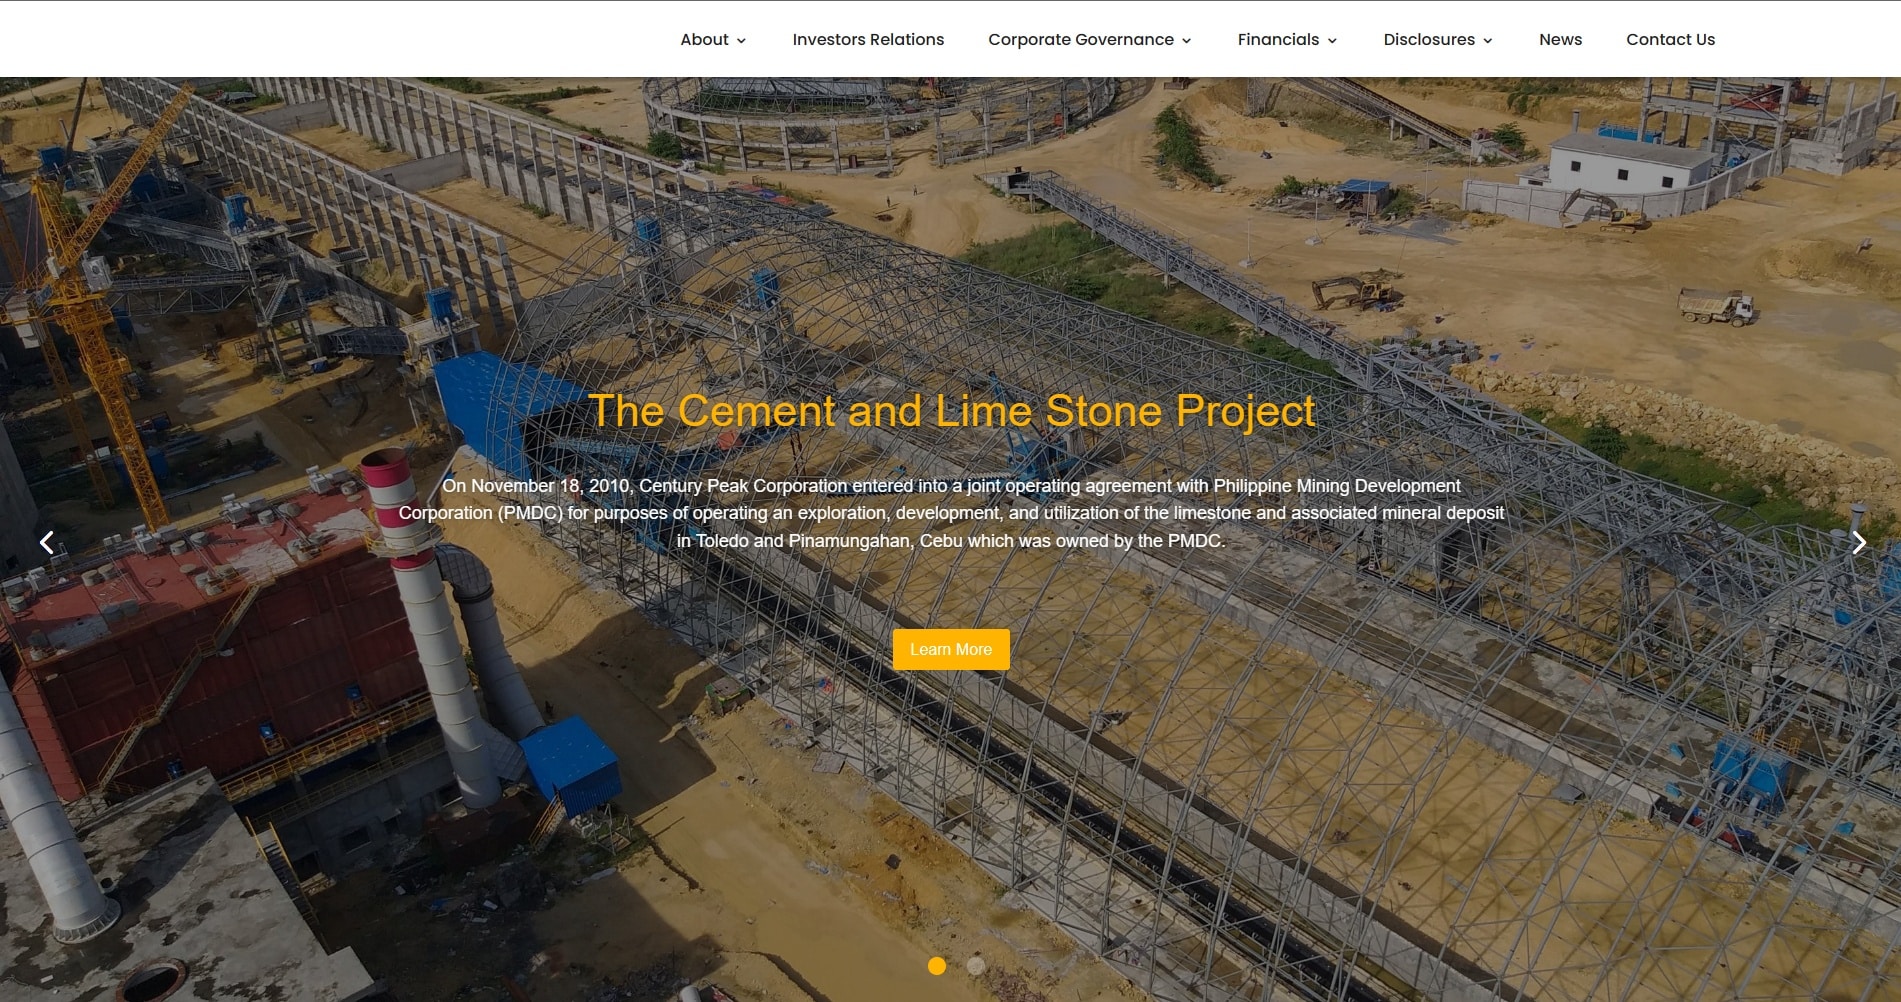 About
Investors Relations
Corporate Governance
Financials
Disclosures
News
Contact Us
The Cement and Lime Stone Project
On November 18, 2010, Century Peak Corporation entered into a joint operating agreement with Philippine Mining Development
Corporation (PMDC) for purposes of operating an exploration, development, and utilization of the limestone and associated mineral deposit
in Toledo and Pinamungahan, Cebu which was owned by the PMDC.
Learn More